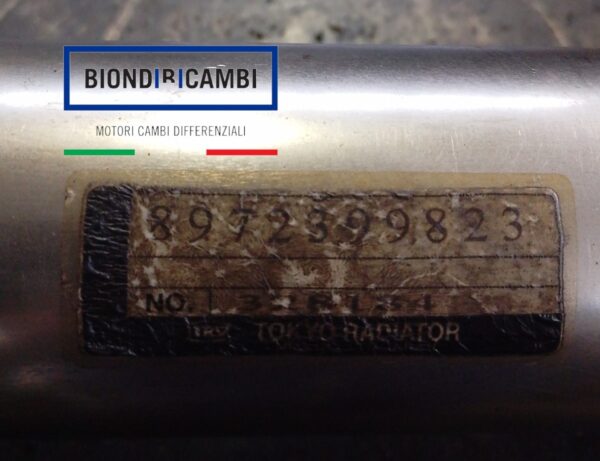 BIONDIRICAMBI
MOTORI CAMBI DIFFERENZIALI
8972399823
NO.
TOKYO RADIATOR